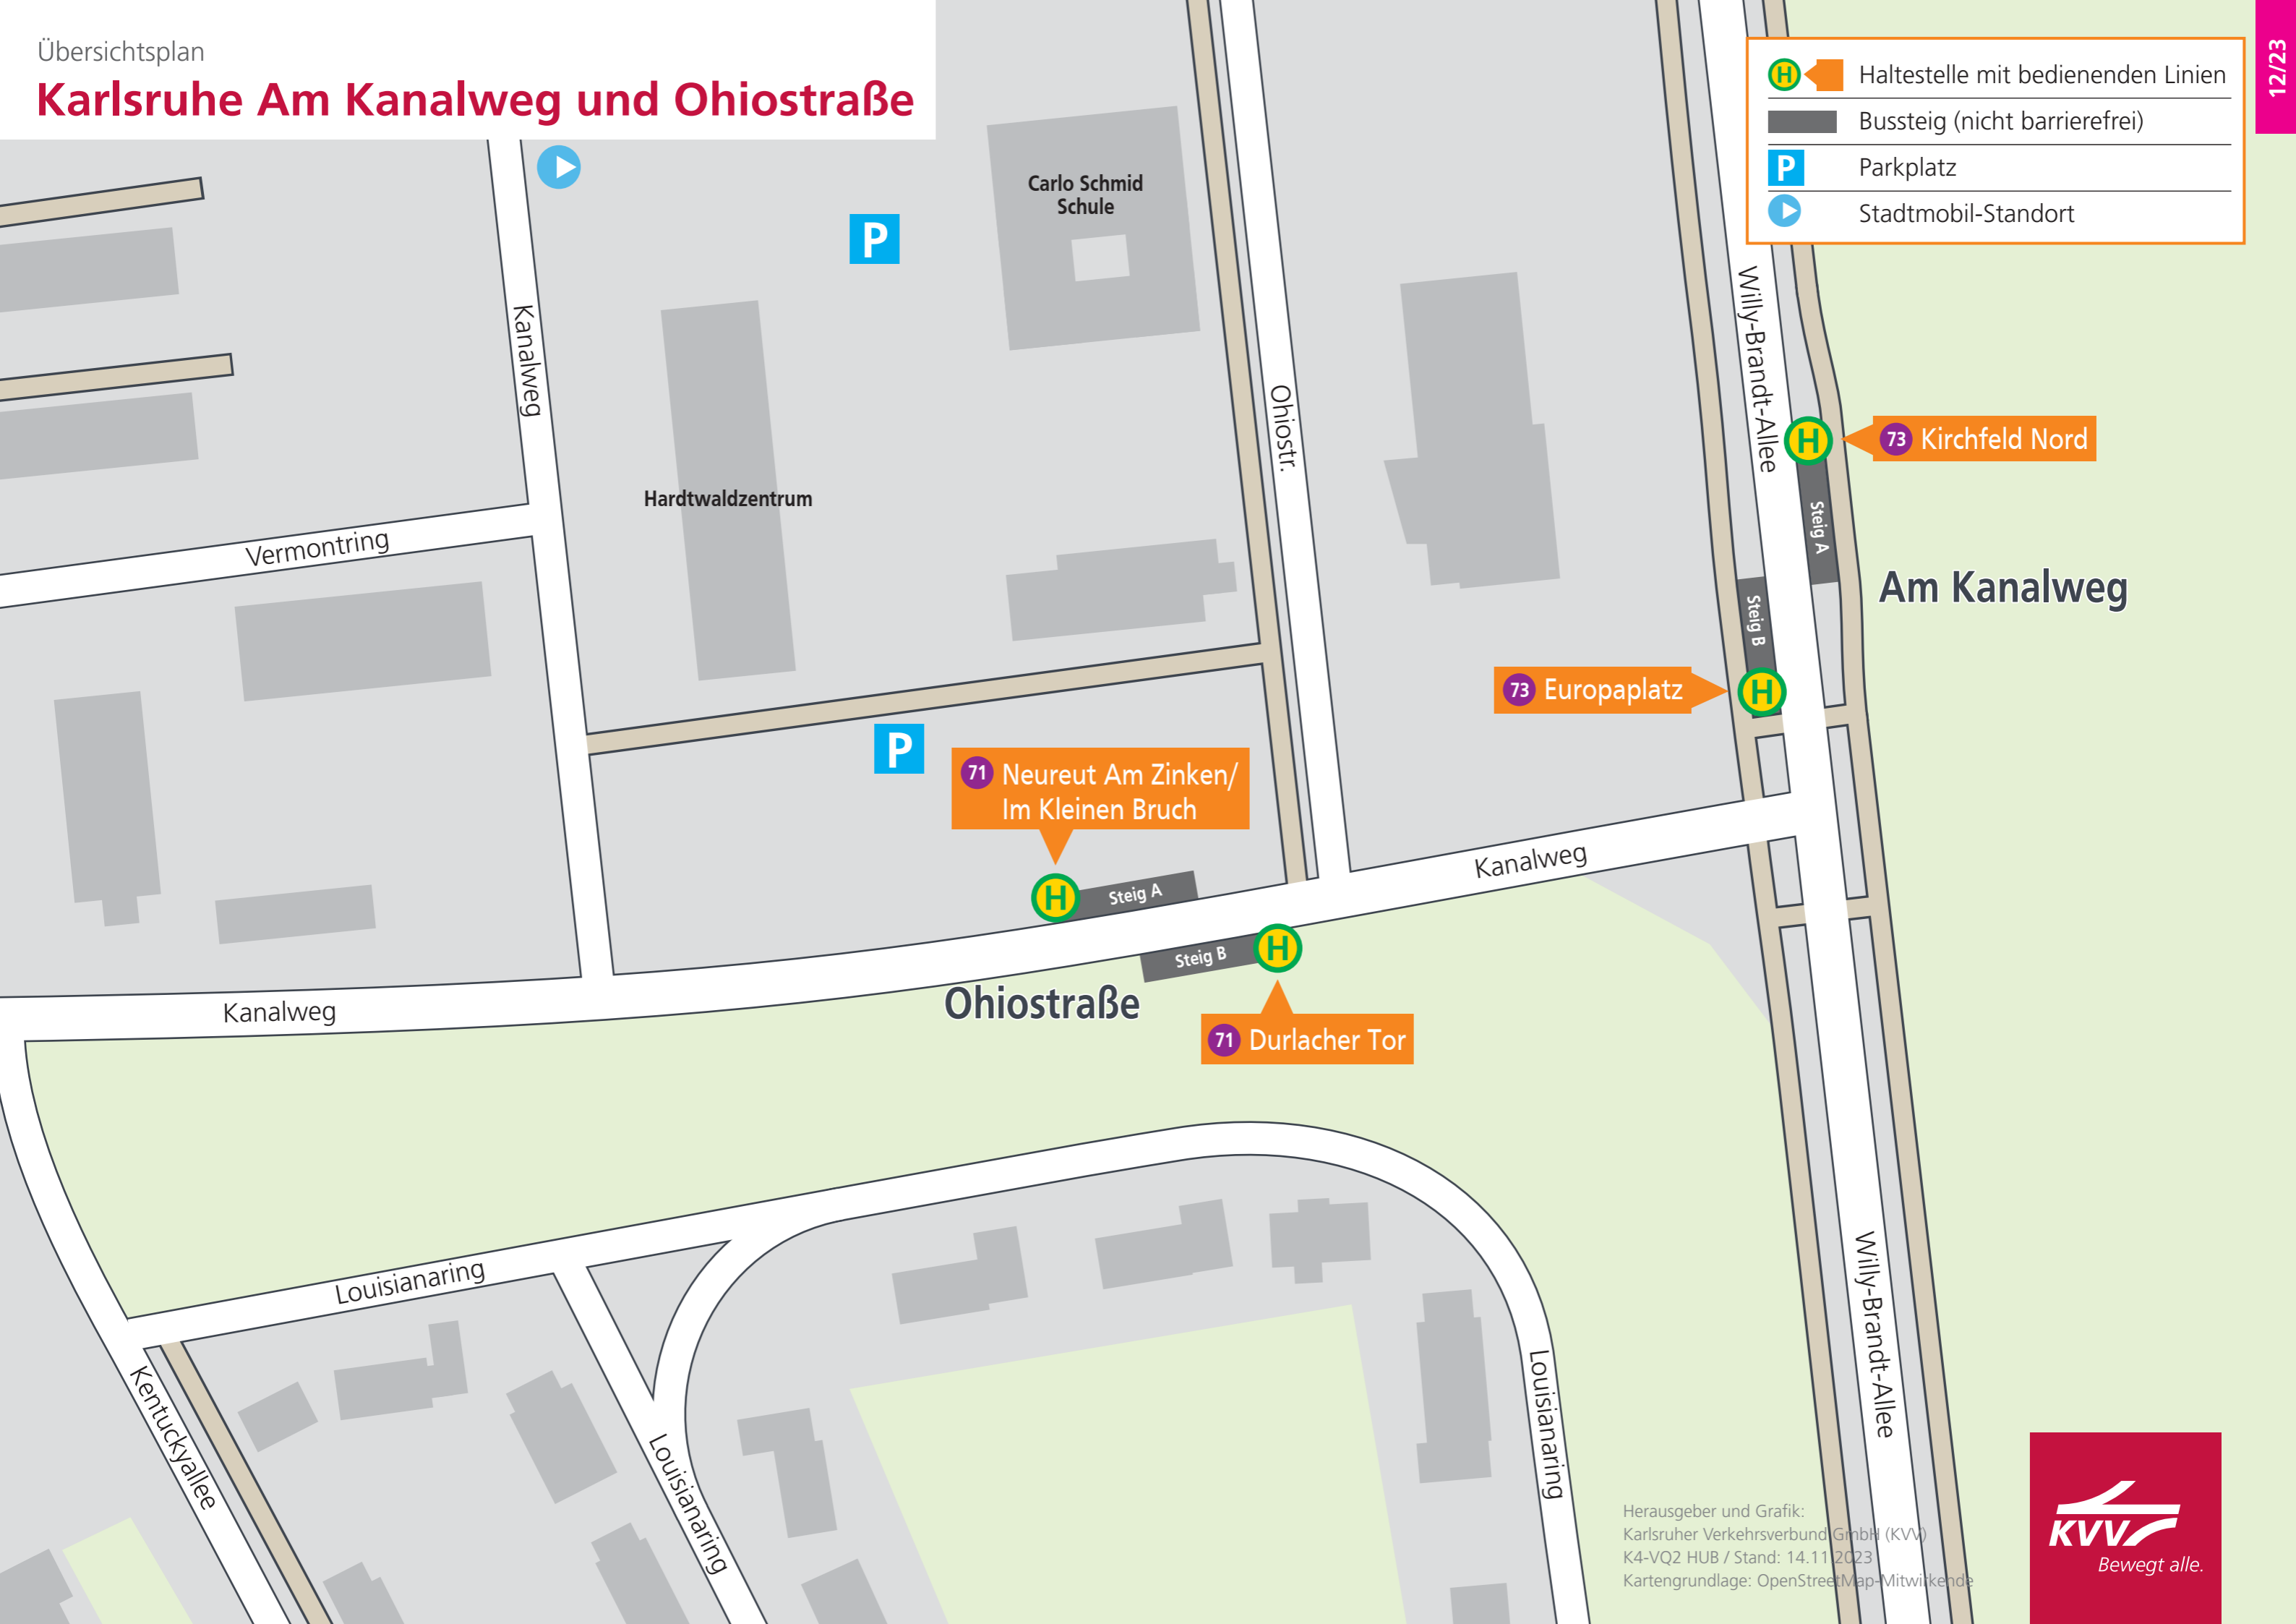 Übersichtsplan
Karlsruhe Am Kanalweg und Ohiostraße
12/23
H
Haltestelle mit bedienenden Linien
Bussteig (nicht barrierefrei)
P
Parkplatz
Stadtmobil-Standort
Carlo Schmid
Schule
P
Kanalweg
Willy-Brandt-Allee
Ohiostr.
H
73 Kirchfeld Nord
Hardtwaldzentrum
Steig A
Vermontring
Am Kanalweg
Steig B
73 Europaplatz
H
P
71 Neureut Am Zinken/
Im Kleinen Bruch
Kanalweg
H
Steig A
Steig B
H
Kanalweg
Ohiostraße
71 Durlacher Tor
Louisianaring
Willy-Brandt-Allee
Kentuckyallee
Louisianaring
Louisianaring
Herausgeber und Grafik:
Karlsruher Verkehrsverbund GmbH (KVV)
K4-VQ2 HUB / Stand: 14.11.2023
Kartengrundlage: OpenStreetMap-Mitwirkende
KVV
Bewegt alle.